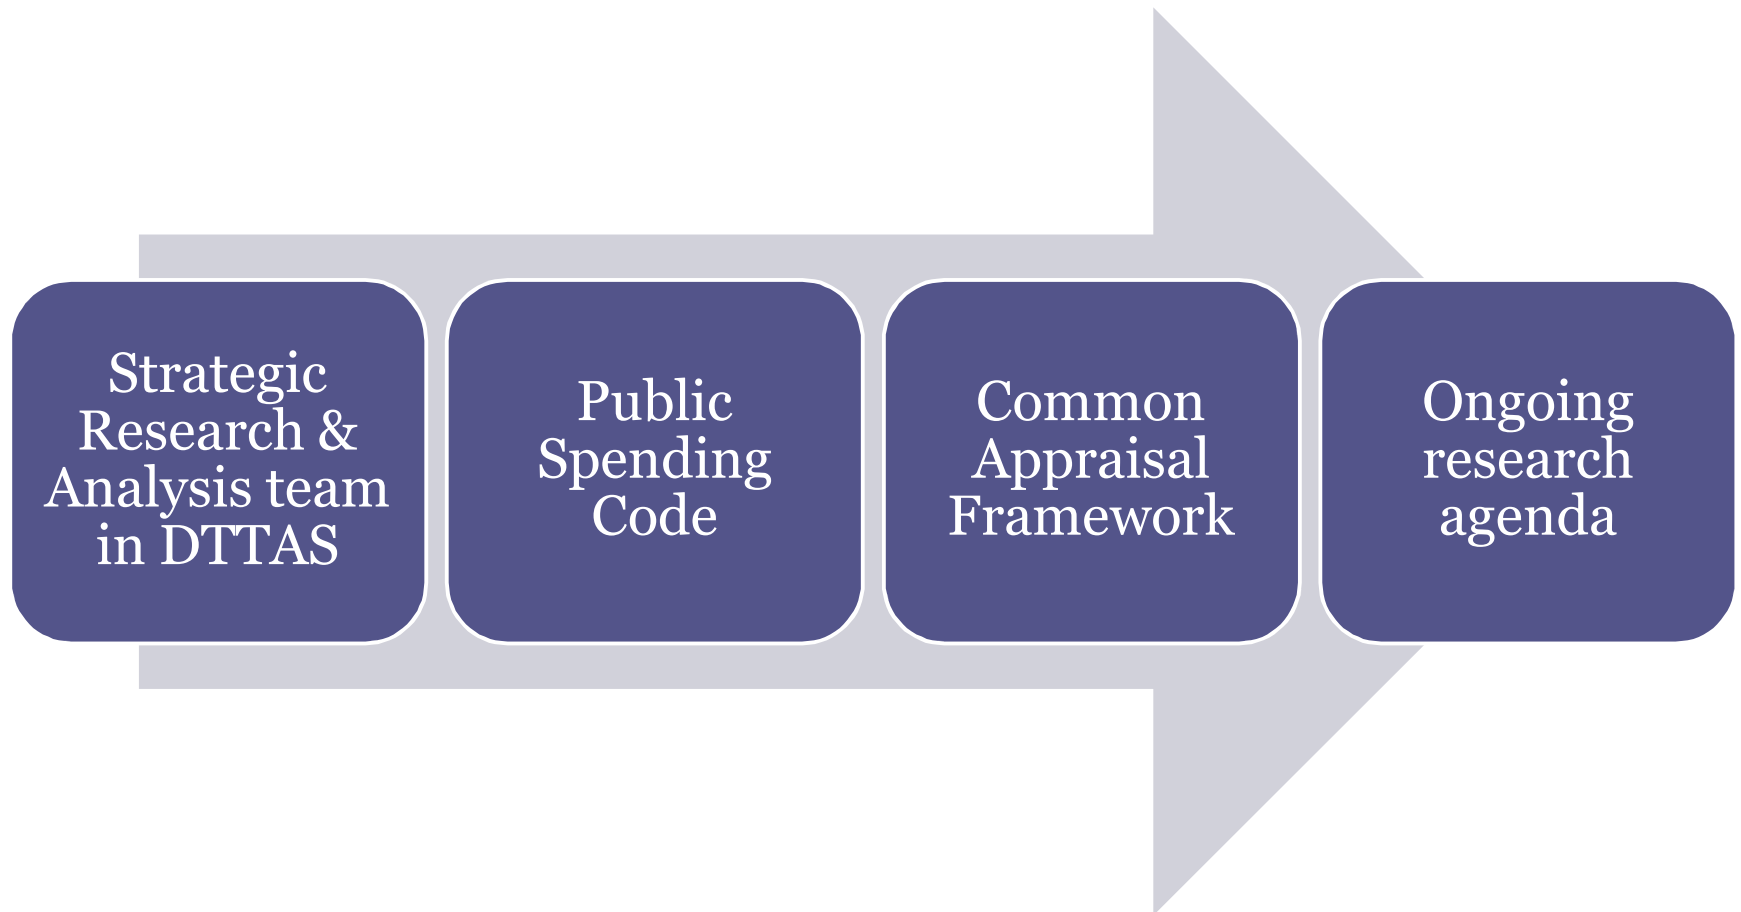 Strategic
Research &
Analysis team
in DTTAS
Public
Spending
Code
Common
Appraisal
Framework
Ongoing
research
agenda